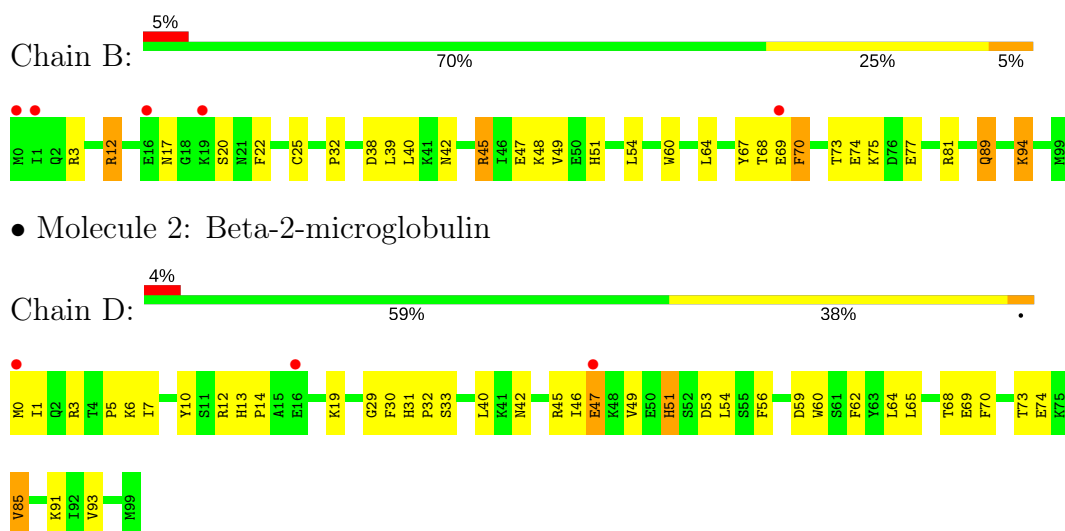 5%
Chain B:
70% 25% 5%
M0 I1 Q2 R3 R12 E16 N17 G18 K19 S20 N21 F22 C25 P32 D38 L39 L40 K41 N42 R45 I46 E47 K48 V49 E50 H51 L54 W60 L64 Y67 T68 E69 F70 T73 E74 K75 D76 E77 R81 Q89 K94 M99
• Molecule 2: Beta-2-microglobulin
4%
Chain D:
59% 38% •
M0 I1 Q2 R3 T4 P5 K6 I7 Y10 S11 R12 H13 P14 A15 E16 K19 G29 F30 H31 P32 S33 L40 K41 N42 R45 I46 E47 K48 V49 E50 H51 S52 D53 L54 S55 F56 D59 W60 S61 F62 Y63 L64 L65 T68 E69 F70 T73 E74 K75
V85 K91 I92 V93 M99